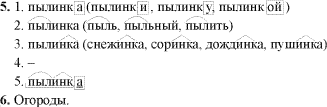 5. 1. пылинка (пылинки, пылинку, пылинкой)
2. пылинка (пыль, пыльный, пылить)
3. пылинка (снежинка, соринка, дождинка, пушинка)
4. –
5. пылинка
6. Огороды.